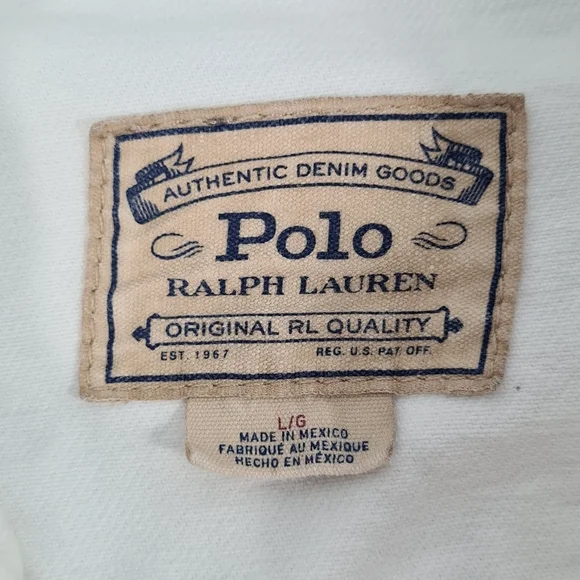 AUTHENTIC DENIM GOODS
Polo
RALPH LAUREN
ORIGINAL RL QUALITY
EST. 1967 REG. U.S. PAT. OFF.
L/G
MADE IN MEXICO
FABRIQUÉ AU MEXIQUE
HECHO EN MÉXICO